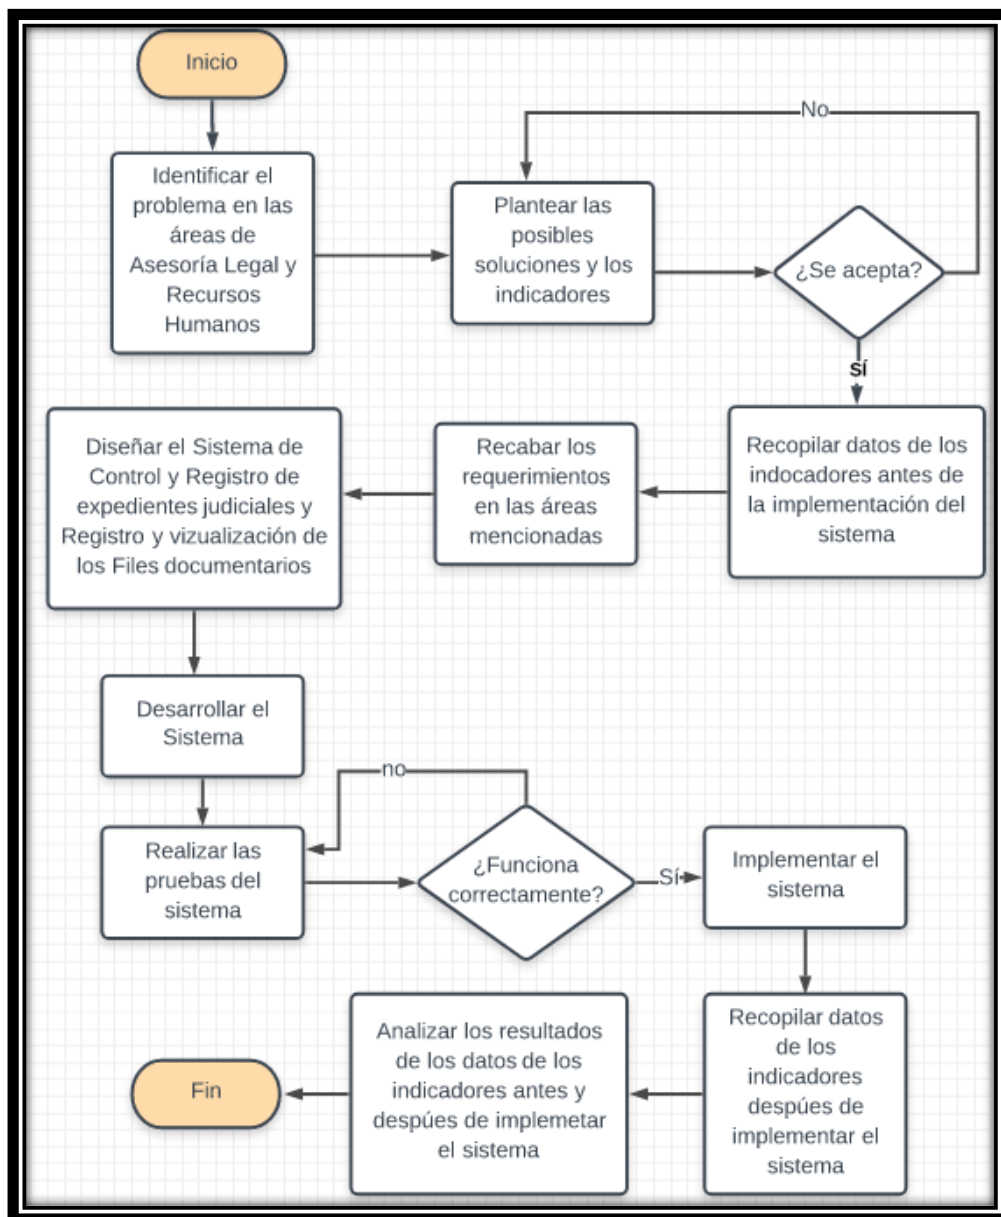 Inicio
Identificar el
problema en las
áreas de
Asesoría Legal y
Recursos
Humanos
Plantear las
posibles
soluciones y los
indicadores
No
¿Se acepta?
SÍ
Recopilar datos de los
indocadores antes de
la implementación del
sistema
Recabar los
requerimientos
en las áreas
mencionadas
Diseñar el Sistema de
Control y Registro de
expedientes judiciales y
Registro y vizualización de
los Files documentarios
Desarrollar el
Sistema
Realizar las
pruebas del
sistema
no
¿Funciona
correctamente?
Sí
Implementar el
sistema
Recopilar datos
de los
indicadores
despúes de
implementar el
sistema
Analizar los resultados
de los datos de los
indicadores antes y
despúes de implemetar
el sistema
Fin